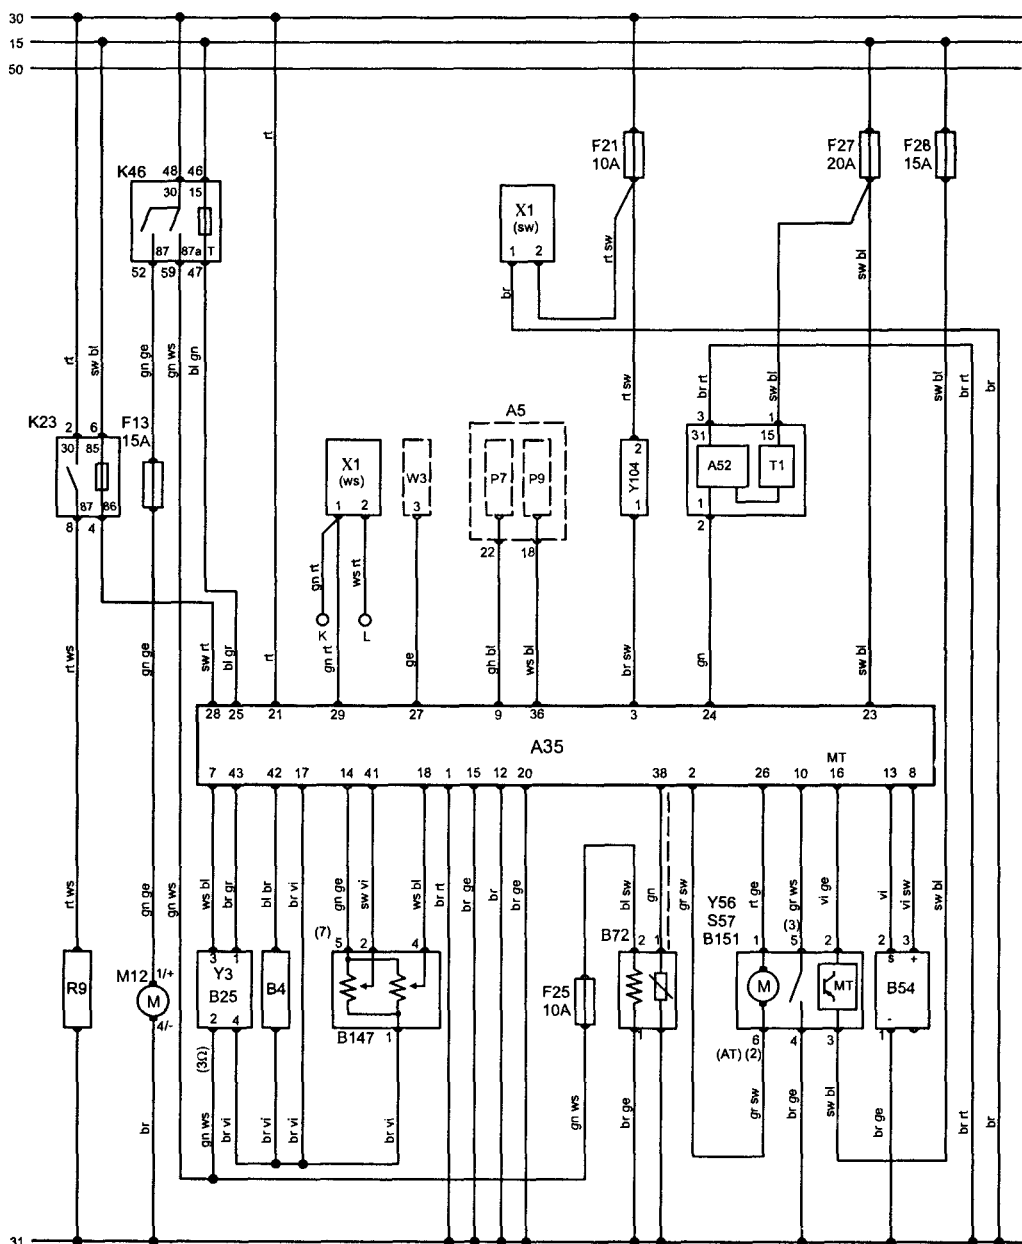 30
15
50
rt
F21
10A
F27
20A
F28
15A
K46
48 46
30 15
87 87a T
52 59 47
X1
(sw)
1 2
rt sw
br
sw bl
rt
sw bl
gn ge
gn ws
bl gn
rt sw
br rt
sw bl
sw bl
br rt
br
K23
2 6
30 85
87 86
8 4
F13
15A
X1
(ws)
1 2
W3
3
A5
P7 P9
22 18
2
Y104
1
3 1
31 15
A52 T1
1
2
gn rt
ws rt
K L
rt ws
gn ge
sw rt
bl gr
rt
gn rt
ge
gh bl
ws bl
br sw
gn
sw bl
28 25 21 29 27 9 36 3 24 23
A35
MT
7 43 42 17 14 41 18 1 15 12 20 38 2 26 10 16 13 8
rt ws
gn ge
gn ws
ws bl
br gr
bl br
br vi
gn ge
sw vi
ws bl
br rt
br ge
br
br ge
bl sw
gn
gr sw
rt ge
gr ws
vi ge
vi
vi sw
sw bl
Y56
S57
B151
(3)
(7)
R9
M12
1/+
M
4/-
3 1
Y3
B25
2 4
B4
5 2 4
B147
1
F25
10A
B72
2 1
1
1 5 2
M
MT
6 4 3
(AT) (2)
2 3
s +
B54
-
1
(3Ω)
br
gn ws
br vi
br vi
br vi
br vi
gn ws
br ge
gr sw
br ge
sw bl
br ge
br rt
br
31